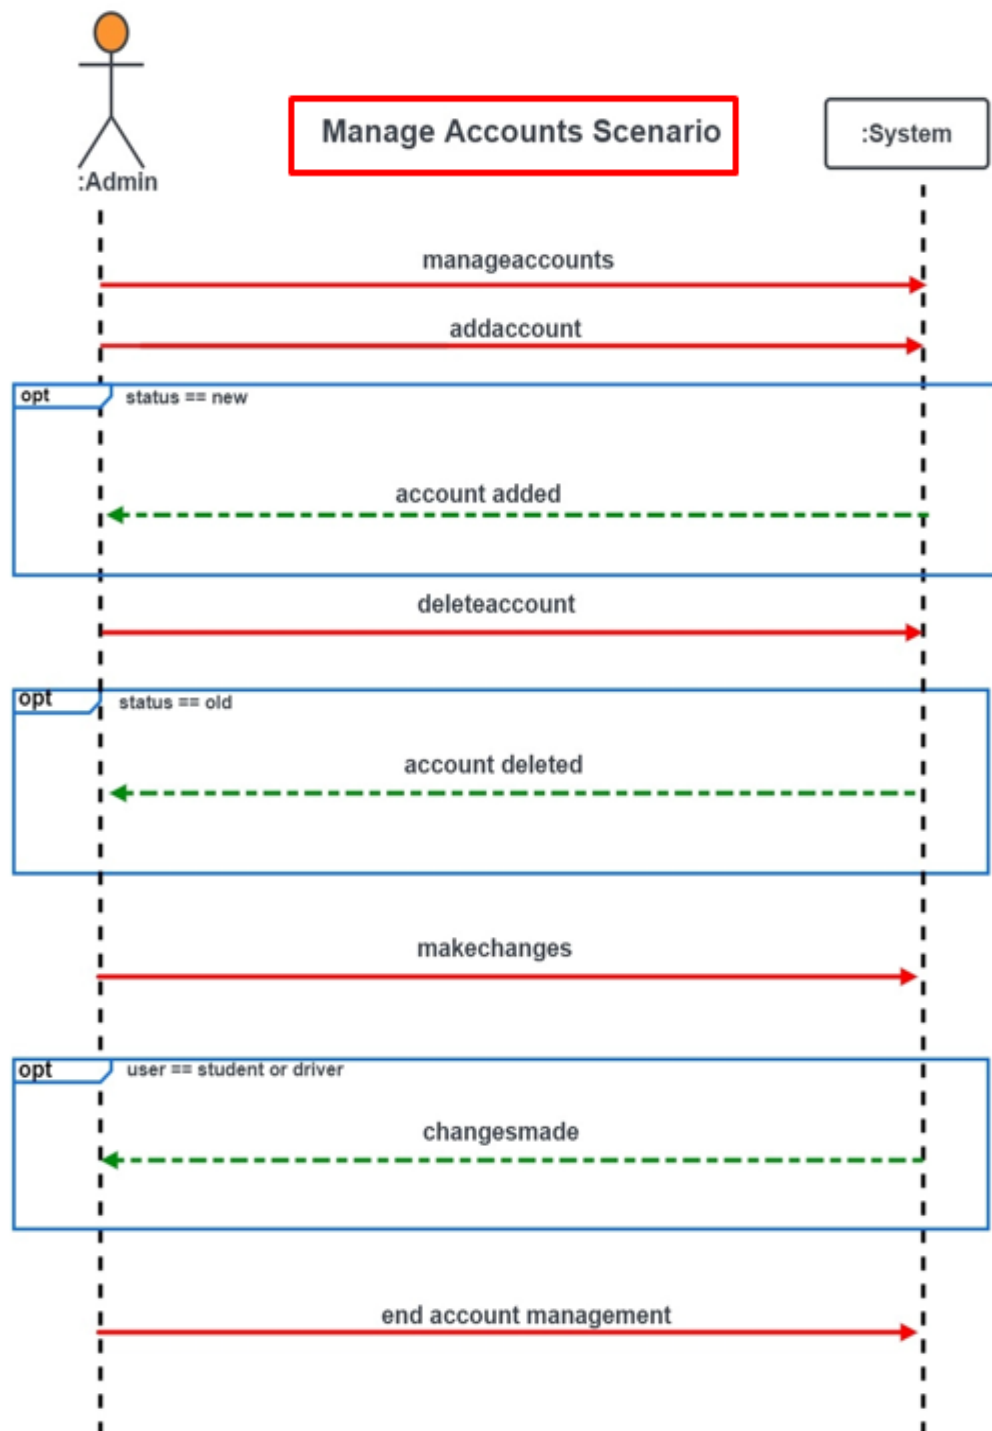 Manage Accounts Scenario
:System
:Admin
manageaccounts
addaccount
opt
status == new
account added
deleteaccount
opt
status == old
account deleted
makechanges
opt
user == student or driver
changesmade
end account management